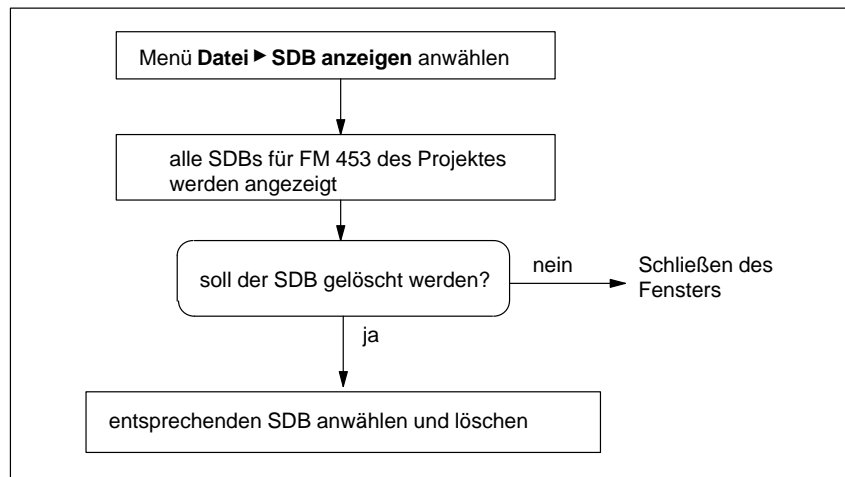 Menü Datei ▶ SDB anzeigen anwählen
alle SDBs für FM 453 des Projektes
werden angezeigt
soll der SDB gelöscht werden?
nein
Schließen des
Fensters
ja
entsprechenden SDB anwählen und löschen